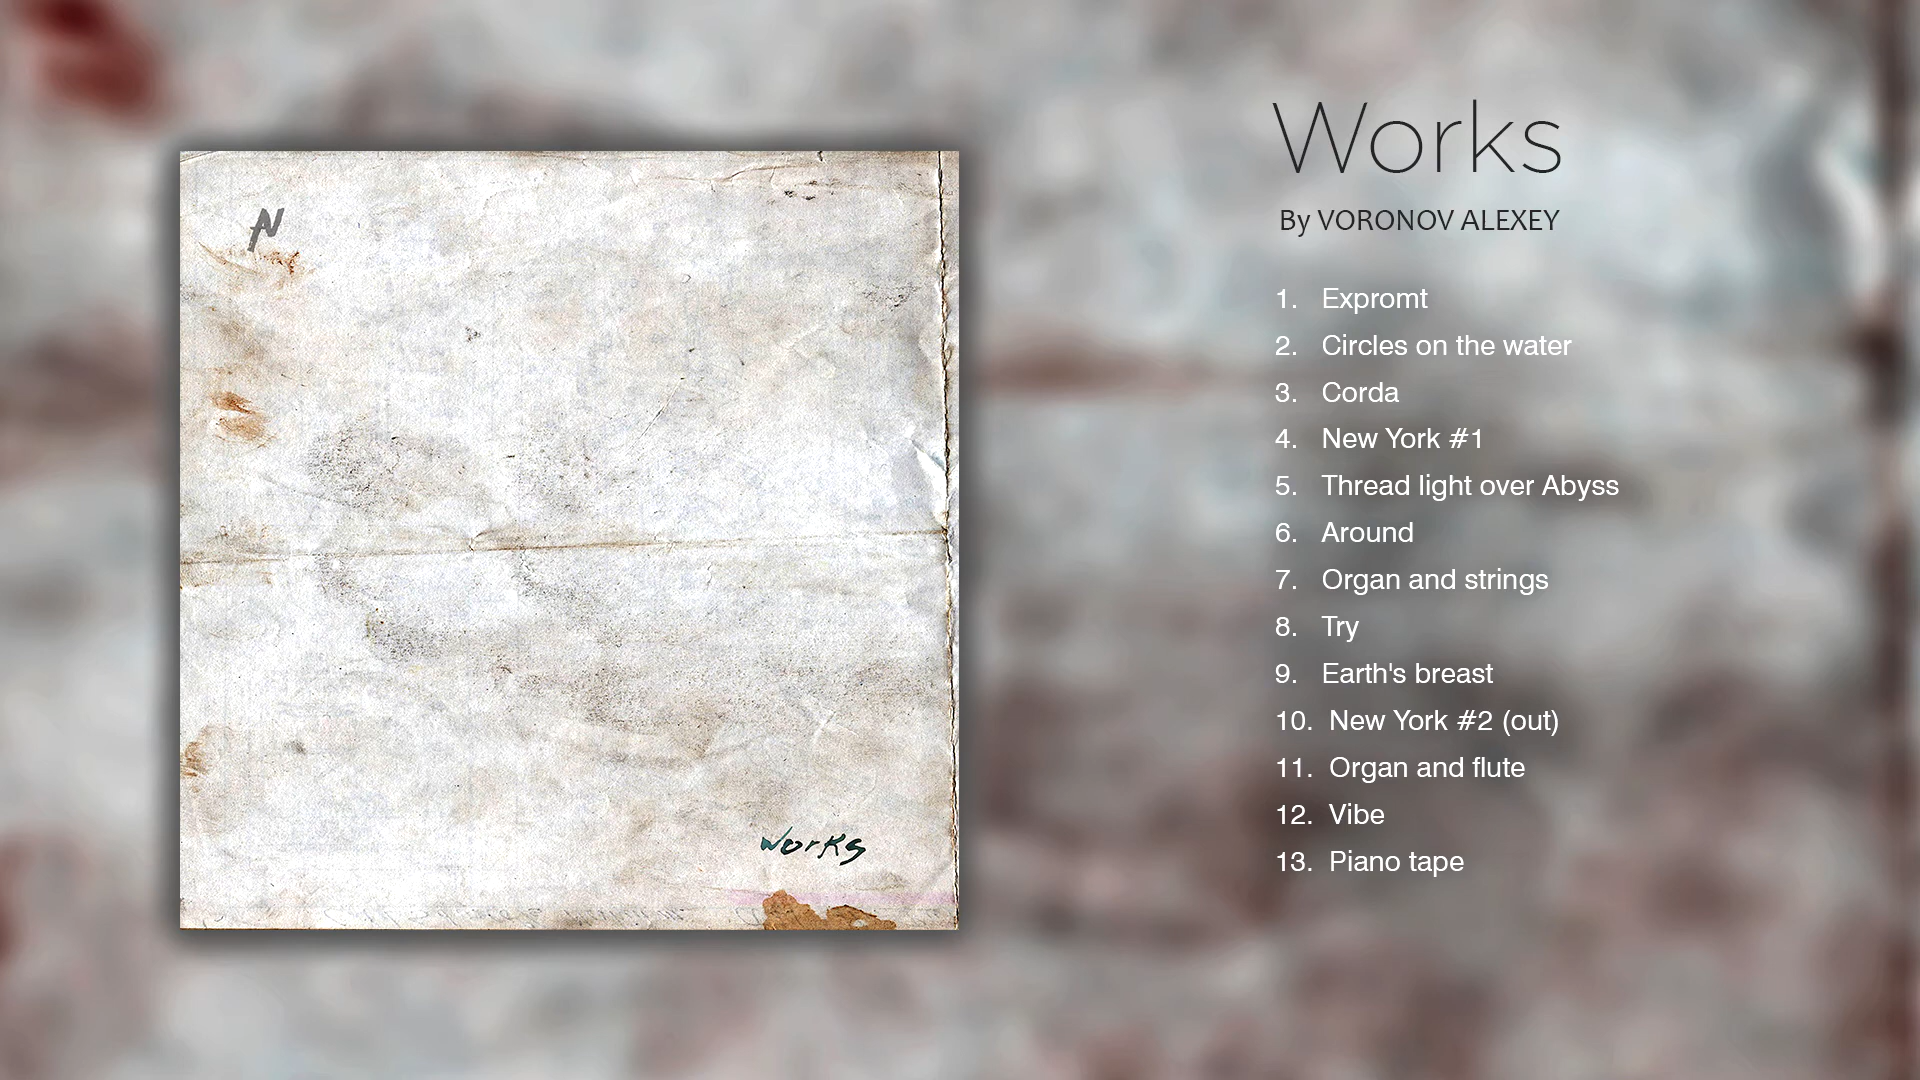 Works
By VORONOV ALEXEY
1. Expromt
2. Circles on the water
3. Corda
4. New York #1
5. Thread light over Abyss
6. Around
7. Organ and strings
8. Try
9. Earth's breast
10. New York #2 (out)
11. Organ and flute
12. Vibe
13. Piano tape
works